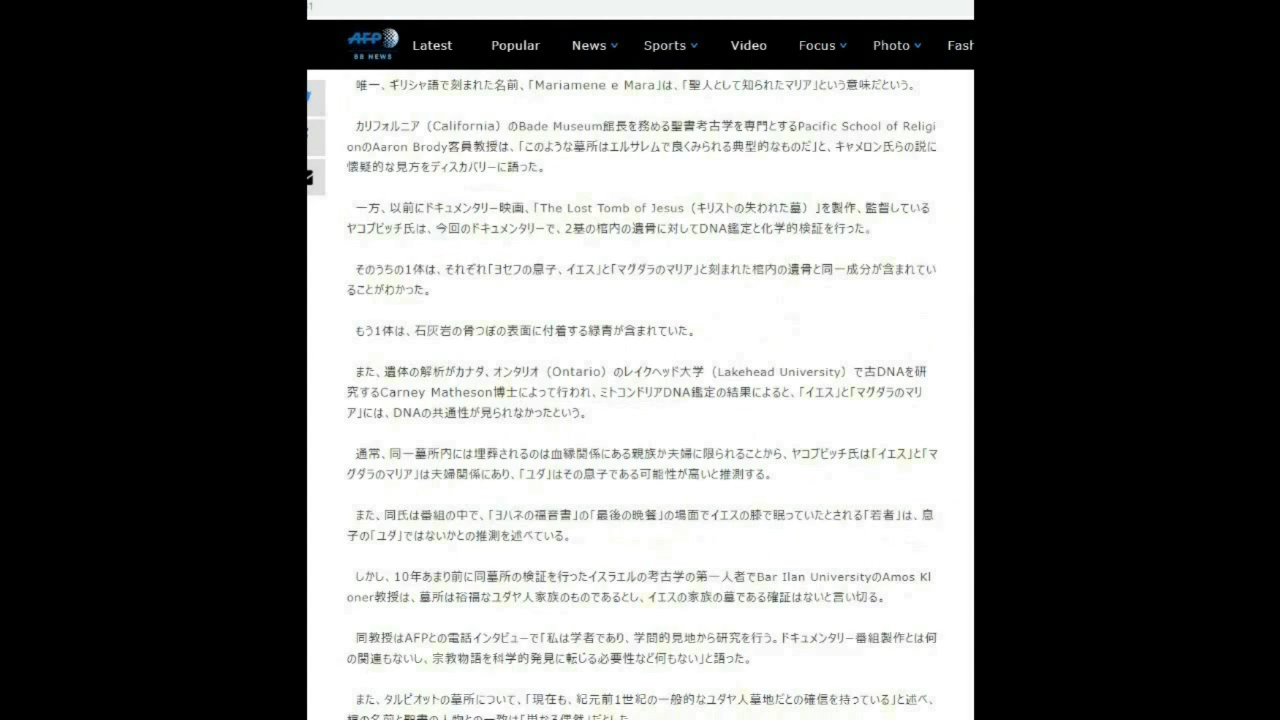 1
AFP
BB NEWS
Latest Popular News Sports Video Focus Photo Fash
唯一、ギリシャ語で刻まれた名前、「Mariamene e Mara」は、「聖人として知られたマリア」という意味だという。
カリフォルニア（California）のBade Museum館長を務める聖書考古学を専門とするPacific School of Religi
onのAaron Brody客員教授は、「このような墓所はエルサレムで良くみられる典型的なものだ」と、キャメロン氏らの説に
懐疑的な見方をディスカバリーに語った。
一方、以前にドキュメンタリー映画、「The Lost Tomb of Jesus（キリストの失われた墓）」を製作、監督している
ヤコブビッチ氏は、今回のドキュメンタリーで、2基の棺内の遺骨に対してDNA鑑定と化学的検証を行った。
そのうちの1体は、それぞれ「ヨセフの息子、イエス」と「マグダラのマリア」と刻まれた棺内の遺骨と同一成分が含まれてい
ることがわかった。
もう1体は、石灰岩の骨つぼの表面に付着する緑青が含まれていた。
また、遺体の解析がカナダ、オンタリオ（Ontario）のレイクヘッド大学（Lakehead University）で古DNAを研
究するCarney Matheson博士によって行われ、ミトコンドリアDNA鑑定の結果によると、「イエス」と「マグダラのマリ
ア」には、DNAの共通性が見られなかったという。
通常、同一墓所内には埋葬されるのは血縁関係にある親族か夫婦に限られることから、ヤコブビッチ氏は「イエス」と「マ
グダラのマリア」は夫婦関係にあり、「ユダ」はその息子である可能性が高いと推測する。
また、同氏は番組の中で、「ヨハネの福音書」の「最後の晩餐」の場面でイエスの膝で眠っていたとされる「若者」は、息
子の「ユダ」ではないかとの推測を述べている。
しかし、10年あまり前に同墓所の検証を行ったイスラエルの考古学の第一人者でBar Ilan UniversityのAmos Kl
oner教授は、墓所は裕福なユダヤ人家族のものであるとし、イエスの家族の墓である確証はないと言い切る。
同教授はAFPとの電話インタビューで「私は学者であり、学問的見地から研究を行う。ドキュメンタリー番組製作とは何
の関連もないし、宗教物語を科学的発見に転じる必要性など何もない」と語った。
また、タルピオットの墓所について、「現在も、紀元前1世紀の一般的なユダヤ人墓地だとの確信を持っている」と述べ、
棺の名前と聖書の人物との一致は「単なる偶然」だとした。